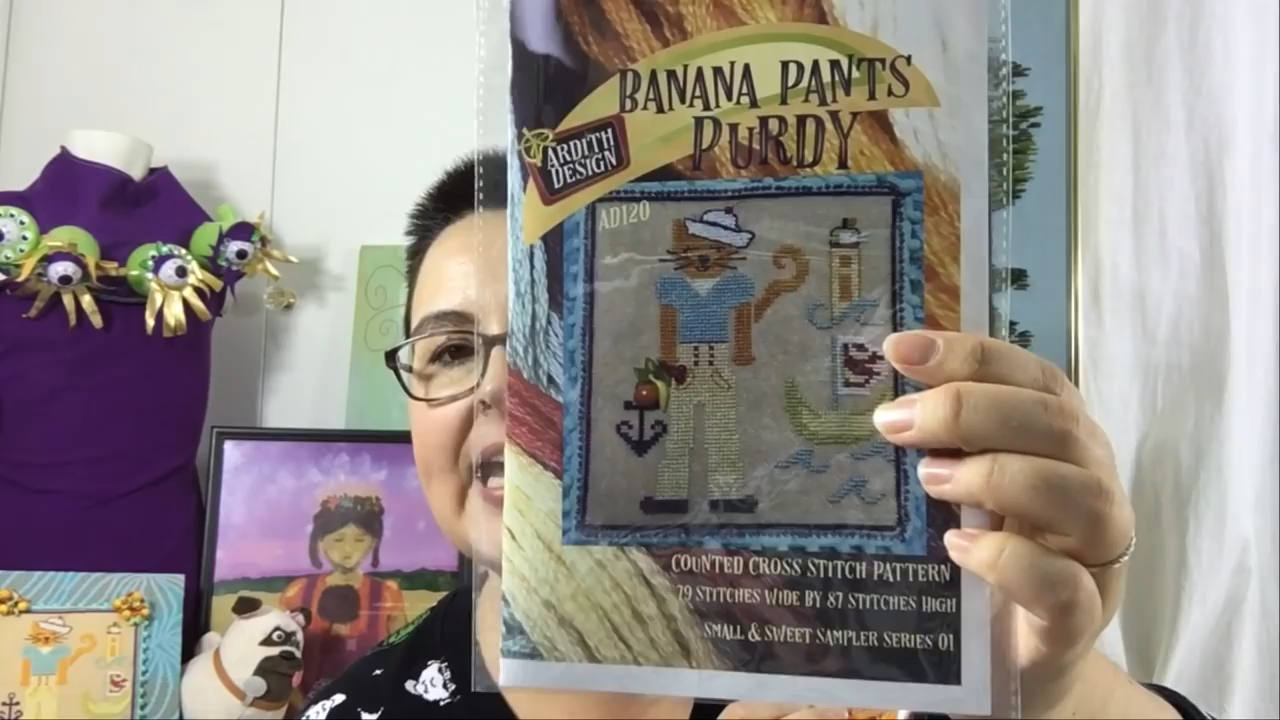 BANANA PANTS
PURDY
ARDITH
DESIGN
AD120
COUNTED CROSS STITCH PATTERN
79 STITCHES WIDE BY 87 STITCHES HIGH
SMALL & SWEET SAMPLER SERIES 01